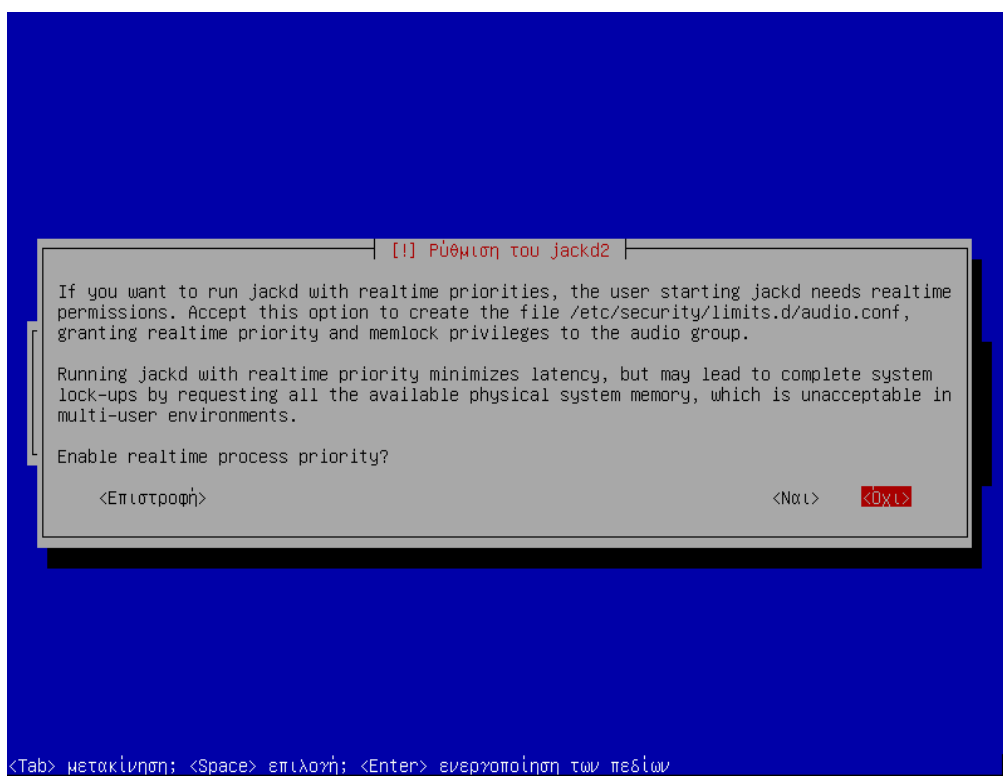 [!] Ρύθμιση του jackd2
If you want to run jackd with realtime priorities, the user starting jackd needs realtime
permissions. Accept this option to create the file /etc/security/limits.d/audio.conf,
granting realtime priority and memlock privileges to the audio group.
Running jackd with realtime priority minimizes latency, but may lead to complete system
lock-ups by requesting all the available physical system memory, which is unacceptable in
multi-user environments.
Enable realtime process priority?
<Επιστροφή> <Ναι> <Όχι>
<Tab> μετακίνηση; <Space> επιλογή; <Enter> ενεργοποίηση των πεδίων